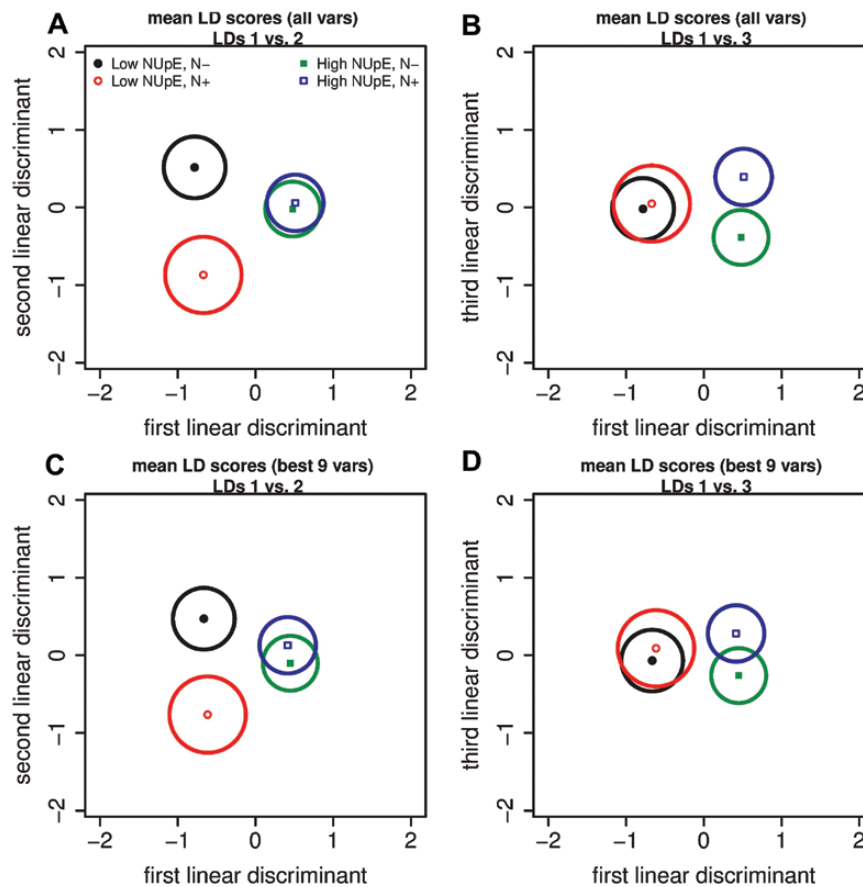 A
mean LD scores (all vars)
LDs 1 vs. 2
Low NUpE, N−
High NUpE, N−
Low NUpE, N+
High NUpE, N+
second linear discriminant
2
1
0
−1
−2
−2
−1
0
1
2
first linear discriminant
B
mean LD scores (all vars)
LDs 1 vs. 3
third linear discriminant
2
1
0
−1
−2
−2
−1
0
1
2
first linear discriminant
C
mean LD scores (best 9 vars)
LDs 1 vs. 2
second linear discriminant
2
1
0
−1
−2
−2
−1
0
1
2
first linear discriminant
D
mean LD scores (best 9 vars)
LDs 1 vs. 3
third linear discriminant
2
1
0
−1
−2
−2
−1
0
1
2
first linear discriminant